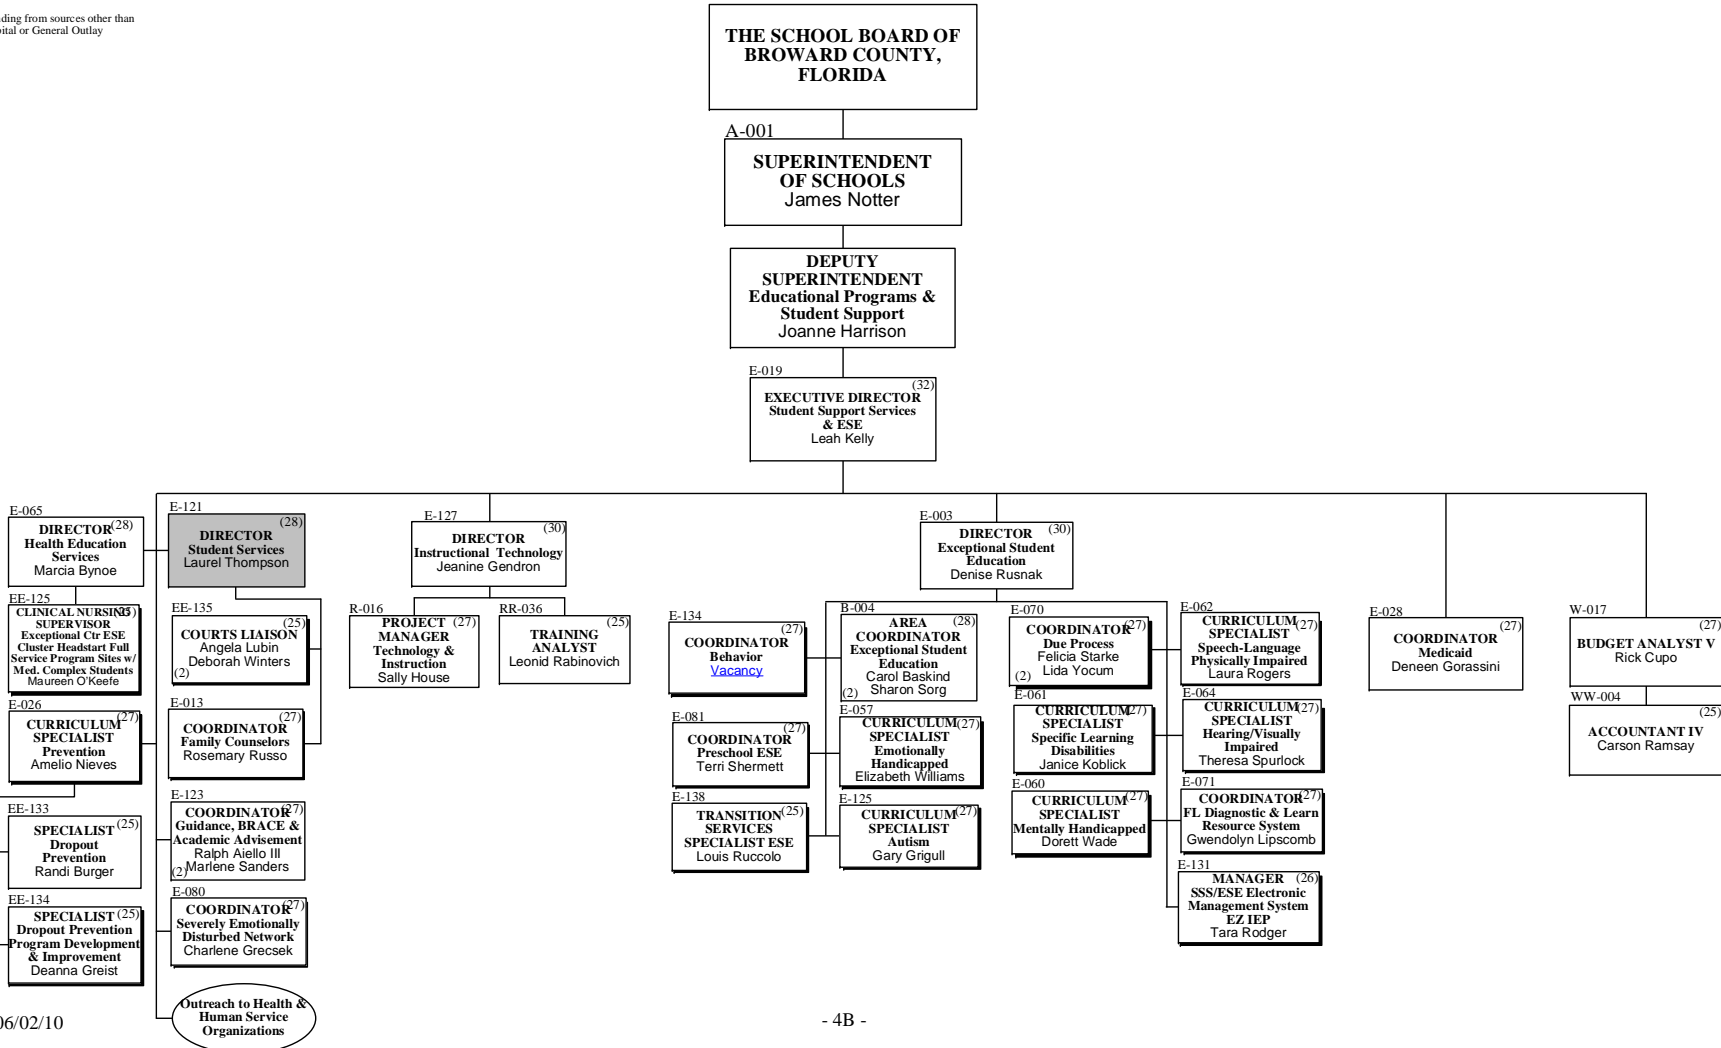 nding from sources other than
pital or General Outlay
THE SCHOOL BOARD OF
BROWARD COUNTY,
FLORIDA
A-001
SUPERINTENDENT
OF SCHOOLS
James Notter
DEPUTY
SUPERINTENDENT
Educational Programs &
Student Support
Joanne Harrison
E-019
(32)
EXECUTIVE DIRECTOR
Student Support Services
& ESE
Leah Kelly
E-065
DIRECTOR (28)
Health Education
Services
Marcia Bynoe
EE-125
CLINICAL NURSING
SUPERVISOR
Exceptional Ctr ESE
Cluster Headstart Full
Service Program Sites w/
Med. Complex Students
Maureen O'Keefe
E-026
(27)
CURRICULUM
SPECIALIST
Prevention
Amelio Nieves
EE-133
(25)
SPECIALIST
Dropout
Prevention
Randi Burger
EE-134
SPECIALIST (25)
Dropout Prevention
Program Development
& Improvement
Deanna Greist
E-121
(28)
DIRECTOR
Student Services
Laurel Thompson
EE-135
(25)
COURTS LIAISON
Angela Lubin
Deborah Winters
(2)
E-013
(27)
COORDINATOR
Family Counselors
Rosemary Russo
E-123
COORDINATOR (27)
Guidance, BRACE &
Academic Advisement
Ralph Aiello III
(2) Marlene Sanders
E-080
COORDINATOR (27)
Severely Emotionally
Disturbed Network
Charlene Grecsek
Outreach to Health &
Human Service
Organizations
E-127
(30)
DIRECTOR
Instructional Technology
Jeanine Gendron
R-016
PROJECT (27)
MANAGER
Technology &
Instruction
Sally House
RR-036
(25)
TRAINING
ANALYST
Leonid Rabinovich
E-003
(30)
DIRECTOR
Exceptional Student
Education
Denise Rusnak
E-134
(27)
COORDINATOR
Behavior
Vacancy
B-004
AREA (28)
COORDINATOR
Exceptional Student
Education
Carol Baskind
(2) Sharon Sorg
E-081
(27)
COORDINATOR
Preschool ESE
Terri Shermett
E-057
CURRICULUM (27)
SPECIALIST
Emotionally
Handicapped
Elizabeth Williams
E-138
TRANSITION (25)
SERVICES
SPECIALIST ESE
Louis Ruccolo
E-125
CURRICULUM (27)
SPECIALIST
Autism
Gary Grigull
E-070
COORDINATOR (27)
Due Process
Felicia Starke
(2) Lida Yocum
E-062
CURRICULUM (27)
SPECIALIST
Speech-Language
Physically Impaired
Laura Rogers
E-061
CURRICULUM (27)
SPECIALIST
Specific Learning
Disabilities
Janice Koblick
E-064
CURRICULUM (27)
SPECIALIST
Hearing/Visually
Impaired
Theresa Spurlock
E-060
CURRICULUM (27)
SPECIALIST
Mentally Handicapped
Dorett Wade
E-071
COORDINATOR (27)
FL Diagnostic & Learn
Resource System
Gwendolyn Lipscomb
E-131
MANAGER (26)
SSS/ESE Electronic
Management System
EZ IEP
Tara Rodger
E-028
(27)
COORDINATOR
Medicaid
Deneen Gorassini
W-017
(27)
BUDGET ANALYST V
Rick Cupo
WW-004
(25)
ACCOUNTANT IV
Carson Ramsay
06/02/10
- 4B -